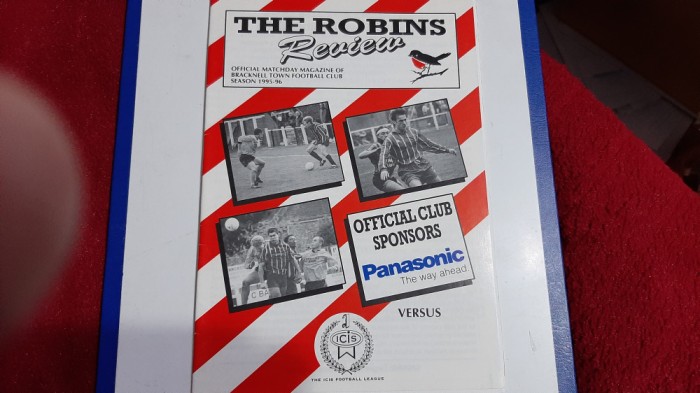 THE ROBINS
Review
OFFICIAL MATCHDAY MAGAZINE OF
BRACKNELL TOWN FOOTBALL CLUB
SEASON 1995-96
OFFICIAL CLUB
SPONSORS
Panasonic
The way ahead
VERSUS
icis
THE ICIS FOOTBALL LEAGUE